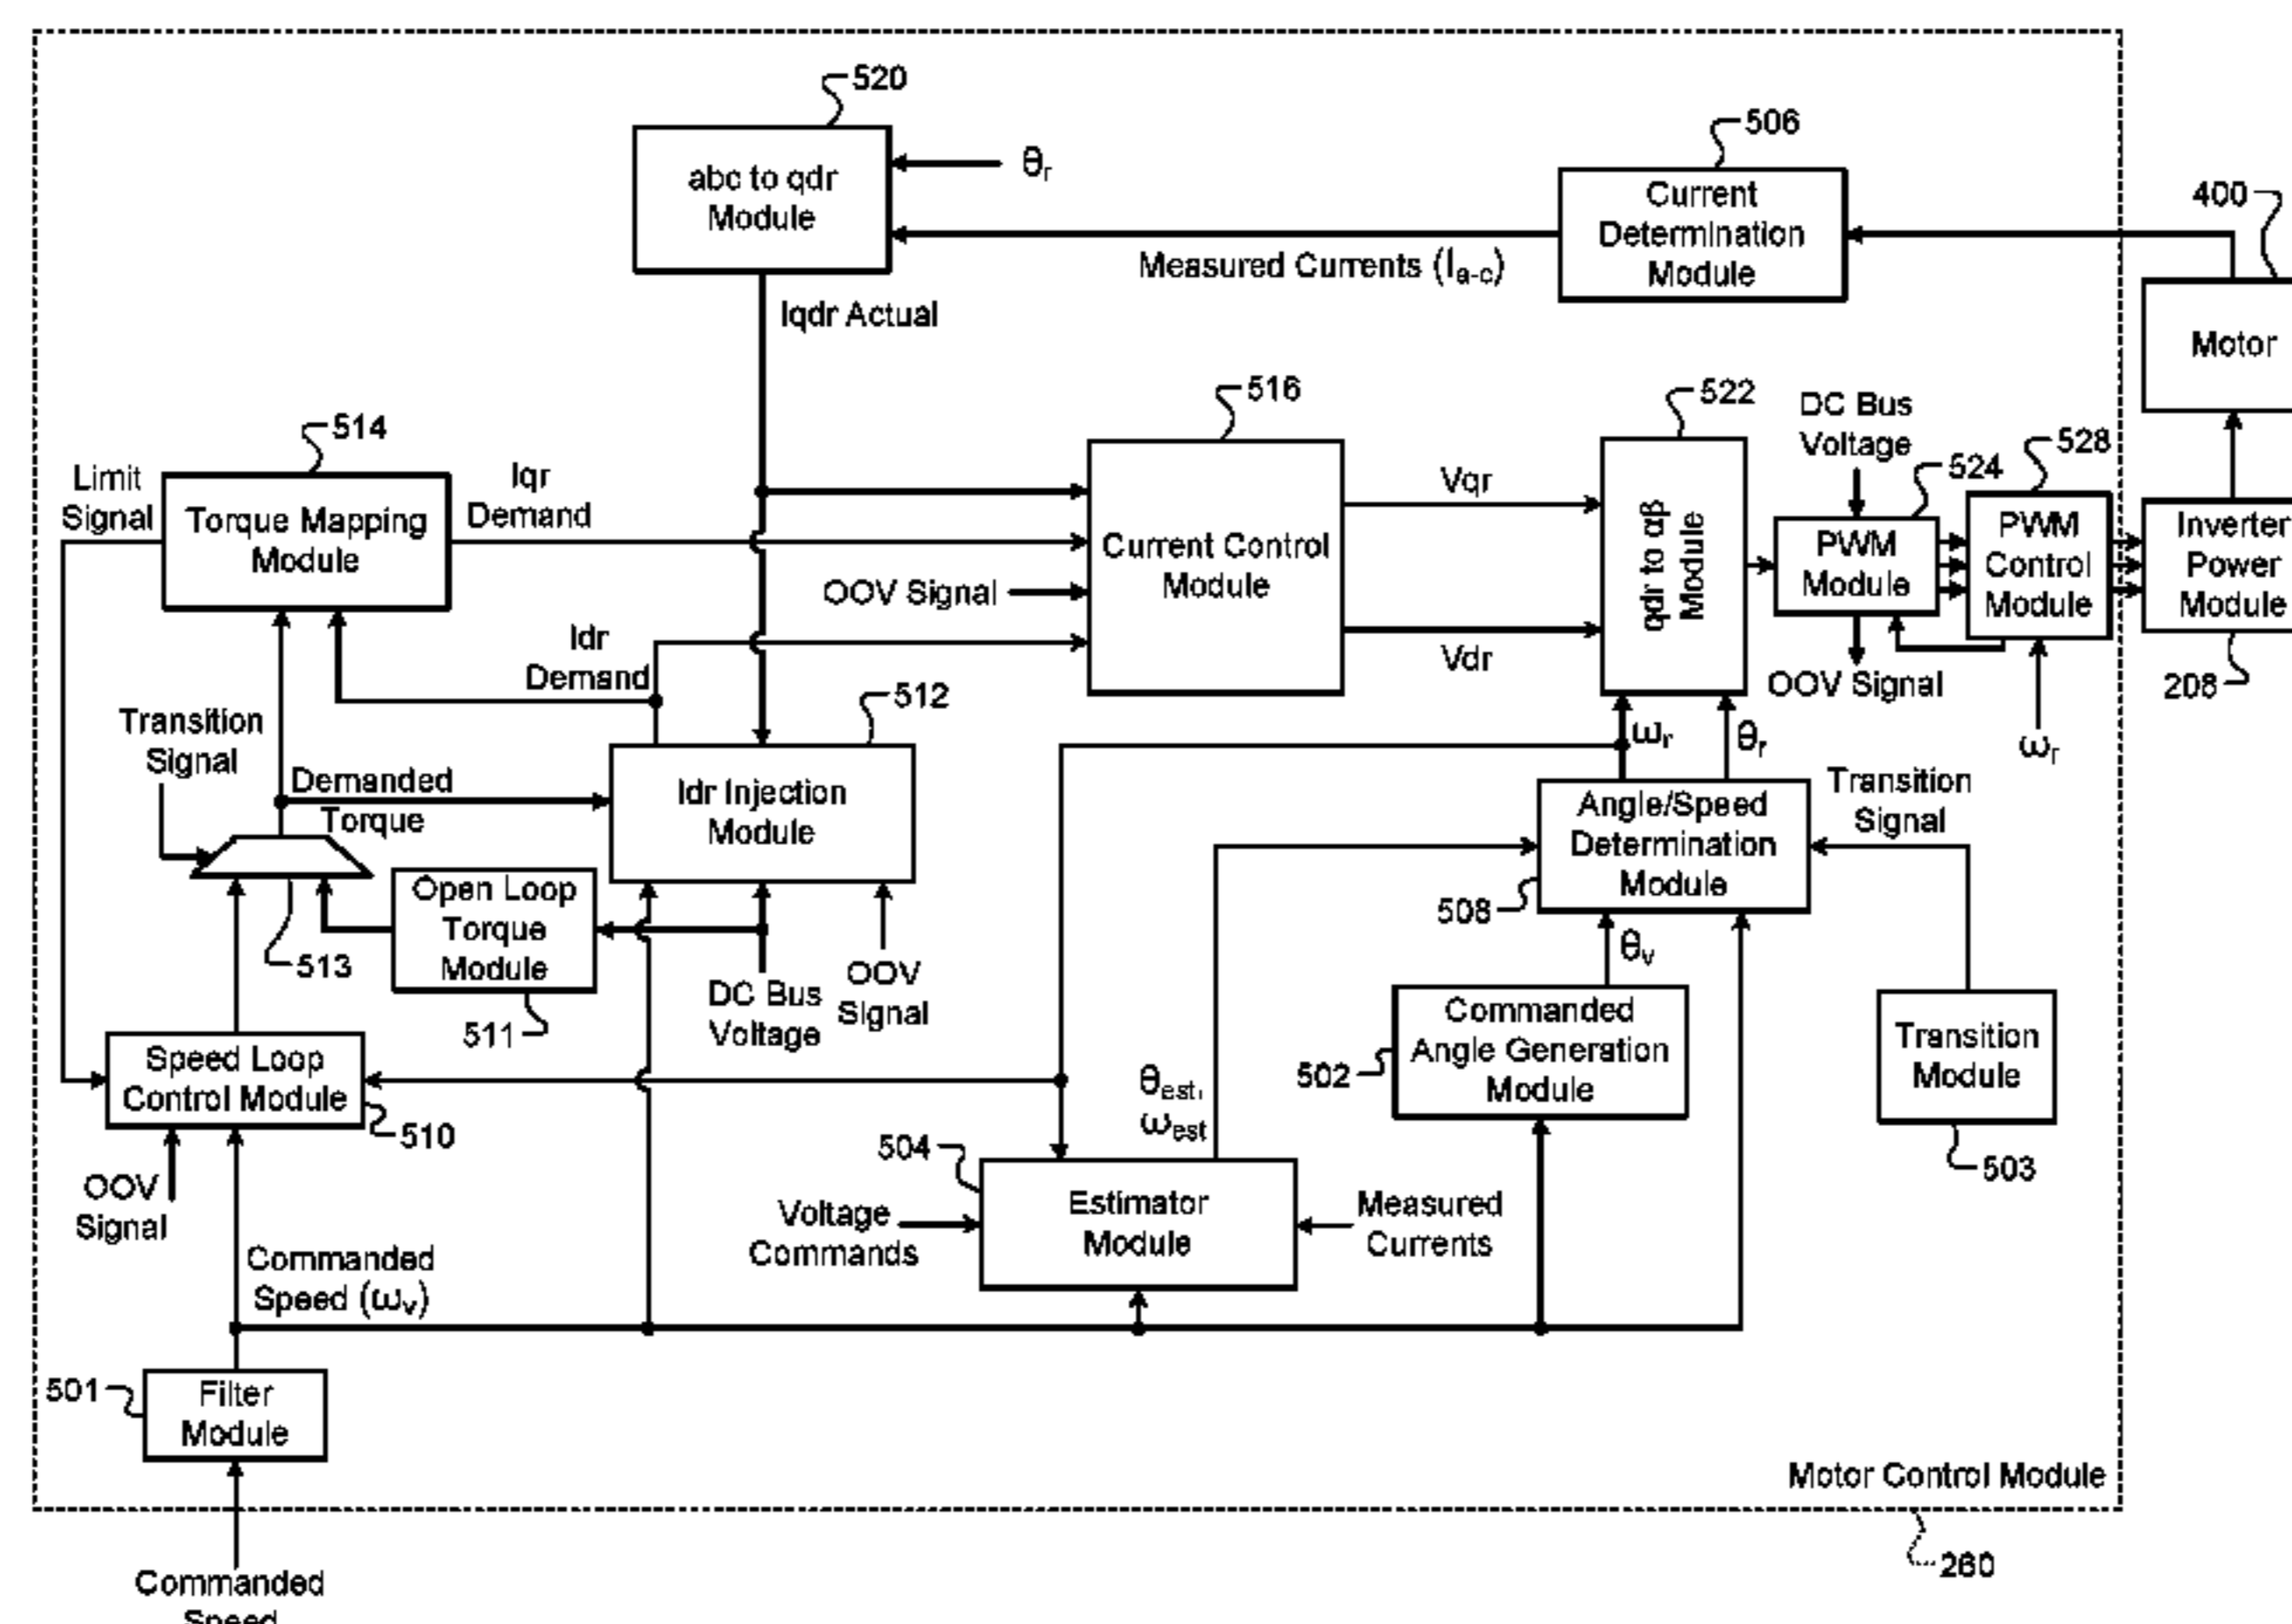 520
abc to qdr
Module
θr
506
Current
Determination
Module
Measured Currents (Ia-c)
400
Motor
Iqdr Actual
514
Limit
Signal
Torque Mapping
Module
Iqr
Demand
516
Current Control
Module
OOV Signal
Idr
Demand
Vqr
Vdr
522
qdr to αβ
Module
DC Bus
Voltage
524
PWM
Module
OOV Signal
528
PWM
Control
Module
ωr
Inverter
Power
Module
208
Transition
Signal
Demanded
Torque
512
Idr Injection
Module
513
Open Loop
Torque
Module
511
DC Bus
Voltage
OOV
Signal
ωr
θr
Angle/Speed
Determination
Module
508
Transition
Signal
θv
Commanded
Angle Generation
Module
502
Transition
Module
503
Speed Loop
Control Module
510
OOV
Signal
θest,
ωest
504
Estimator
Module
Voltage
Commands
Measured
Currents
Commanded
Speed (ωv)
501
Filter
Module
Motor Control Module
260
Commanded
Speed